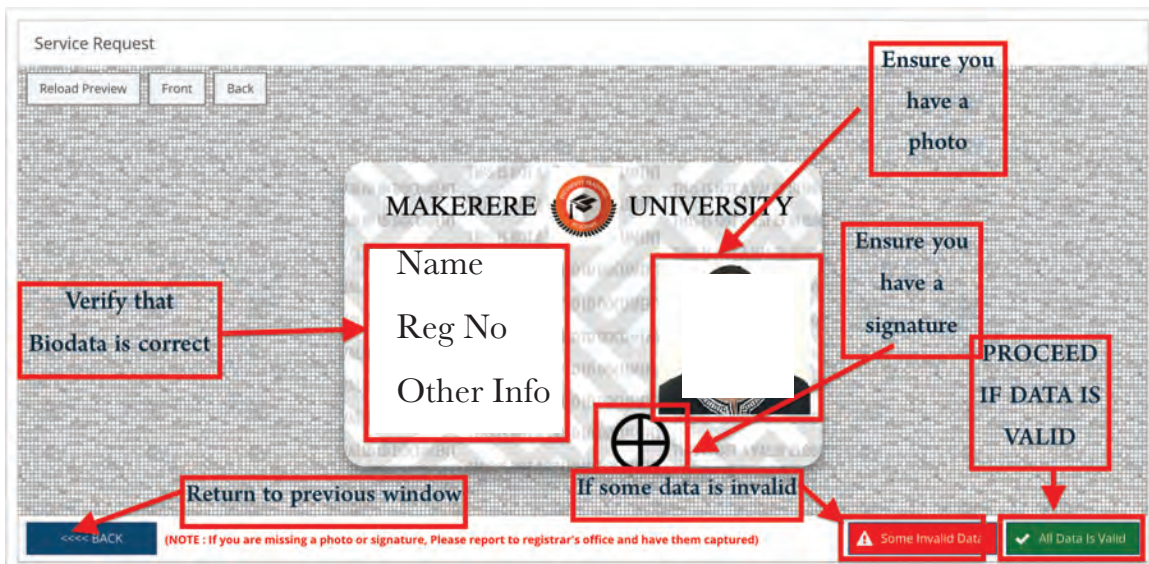 Service Request
Reload Preview
Front
Back
Ensure you
have a
photo
MAKERERE UNIVERSITY
Name
Reg No
Other Info
Verify that
Biodata is correct
Ensure you
have a
signature
PROCEED
IF DATA IS
VALID
Return to previous window
If some data is invalid
<<<< BACK
(NOTE : If you are missing a photo or signature, Please report to registrar's office and have them captured)
Some Invalid Data
All Data Is Valid